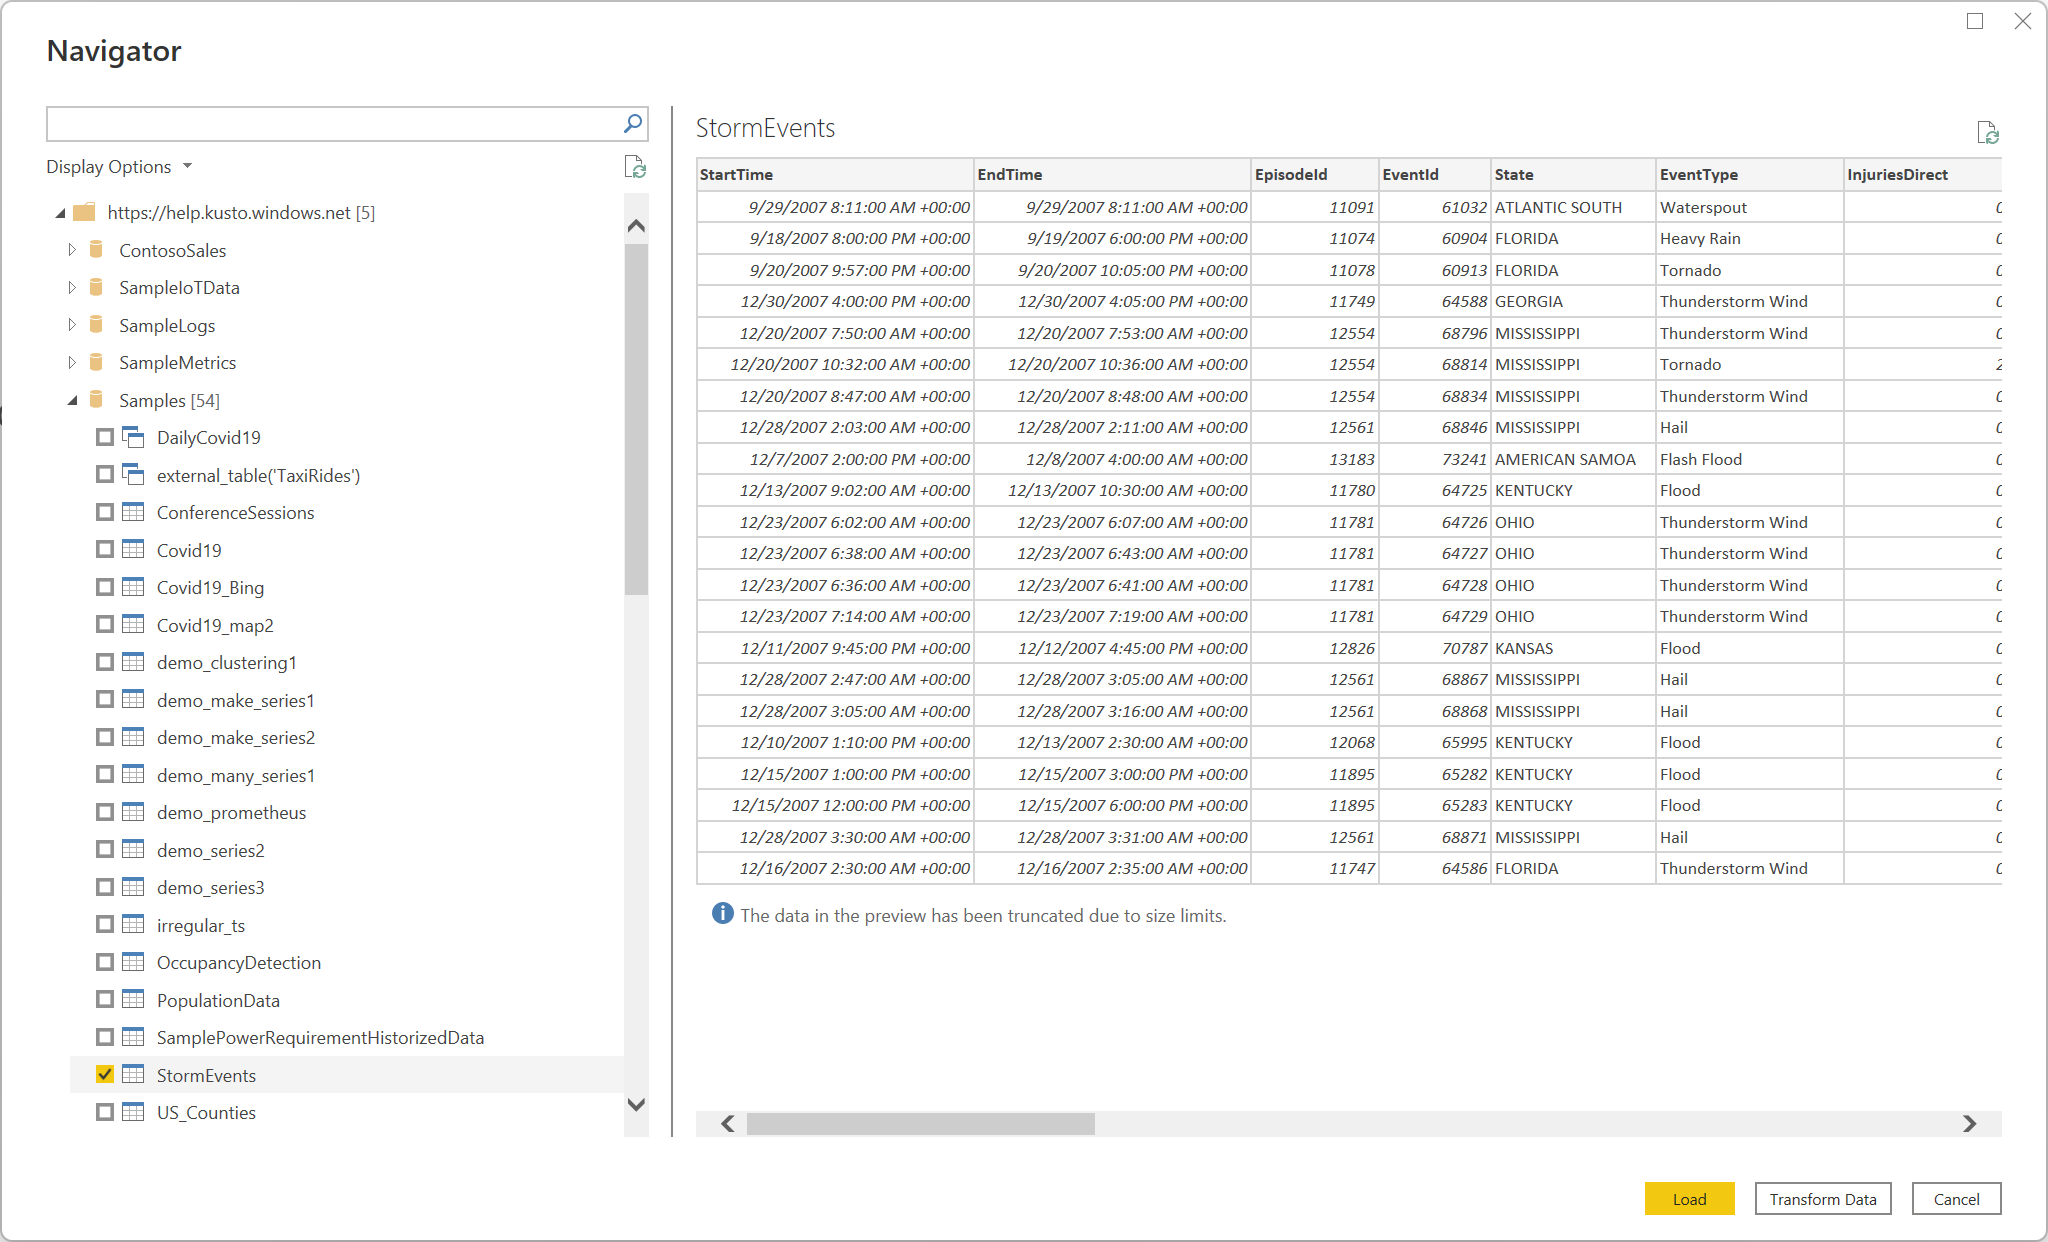 Navigator
Display Options
https://help.kusto.windows.net [5]
ContosoSales
SampleIoTData
SampleLogs
SampleMetrics
Samples [54]
DailyCovid19
external_table('TaxiRides')
ConferenceSessions
Covid19
Covid19_Bing
Covid19_map2
demo_clustering1
demo_make_series1
demo_make_series2
demo_many_series1
demo_prometheus
demo_series2
demo_series3
irregular_ts
OccupancyDetection
PopulationData
SamplePowerRequirementHistorizedData
StormEvents
US_Counties
StormEvents
StartTime EndTime EpisodeId EventId State EventType InjuriesDirect
9/29/2007 8:11:00 AM +00:00 9/29/2007 8:11:00 AM +00:00 11091 61032 ATLANTIC SOUTH Waterspout 0
9/18/2007 8:00:00 PM +00:00 9/19/2007 6:00:00 PM +00:00 11074 60904 FLORIDA Heavy Rain 0
9/20/2007 9:57:00 PM +00:00 9/20/2007 10:05:00 PM +00:00 11078 60913 FLORIDA Tornado 0
12/30/2007 4:00:00 PM +00:00 12/30/2007 4:05:00 PM +00:00 11749 64588 GEORGIA Thunderstorm Wind 0
12/20/2007 7:50:00 AM +00:00 12/20/2007 7:53:00 AM +00:00 12554 68796 MISSISSIPPI Thunderstorm Wind 0
12/20/2007 10:32:00 AM +00:00 12/20/2007 10:36:00 AM +00:00 12554 68814 MISSISSIPPI Tornado 2
12/20/2007 8:47:00 AM +00:00 12/20/2007 8:48:00 AM +00:00 12554 68834 MISSISSIPPI Thunderstorm Wind 0
12/28/2007 2:03:00 AM +00:00 12/28/2007 2:11:00 AM +00:00 12561 68846 MISSISSIPPI Hail 0
12/7/2007 2:00:00 PM +00:00 12/8/2007 4:00:00 AM +00:00 13183 73241 AMERICAN SAMOA Flash Flood 0
12/13/2007 9:02:00 AM +00:00 12/13/2007 10:30:00 AM +00:00 11780 64725 KENTUCKY Flood 0
12/23/2007 6:02:00 AM +00:00 12/23/2007 6:07:00 AM +00:00 11781 64726 OHIO Thunderstorm Wind 0
12/23/2007 6:38:00 AM +00:00 12/23/2007 6:43:00 AM +00:00 11781 64727 OHIO Thunderstorm Wind 0
12/23/2007 6:36:00 AM +00:00 12/23/2007 6:41:00 AM +00:00 11781 64728 OHIO Thunderstorm Wind 0
12/23/2007 7:14:00 AM +00:00 12/23/2007 7:19:00 AM +00:00 11781 64729 OHIO Thunderstorm Wind 0
12/11/2007 9:45:00 PM +00:00 12/12/2007 4:45:00 PM +00:00 12826 70787 KANSAS Flood 0
12/28/2007 2:47:00 AM +00:00 12/28/2007 3:05:00 AM +00:00 12561 68867 MISSISSIPPI Hail 0
12/28/2007 3:05:00 AM +00:00 12/28/2007 3:16:00 AM +00:00 12561 68868 MISSISSIPPI Hail 0
12/10/2007 1:10:00 PM +00:00 12/13/2007 2:30:00 AM +00:00 12068 65995 KENTUCKY Flood 0
12/15/2007 1:00:00 PM +00:00 12/15/2007 3:00:00 PM +00:00 11895 65282 KENTUCKY Flood 0
12/15/2007 12:00:00 PM +00:00 12/15/2007 6:00:00 PM +00:00 11895 65283 KENTUCKY Flood 0
12/28/2007 3:30:00 AM +00:00 12/28/2007 3:31:00 AM +00:00 12561 68871 MISSISSIPPI Hail 0
12/16/2007 2:30:00 AM +00:00 12/16/2007 2:35:00 AM +00:00 11747 64586 FLORIDA Thunderstorm Wind 0
The data in the preview has been truncated due to size limits.
Load Transform Data Cancel